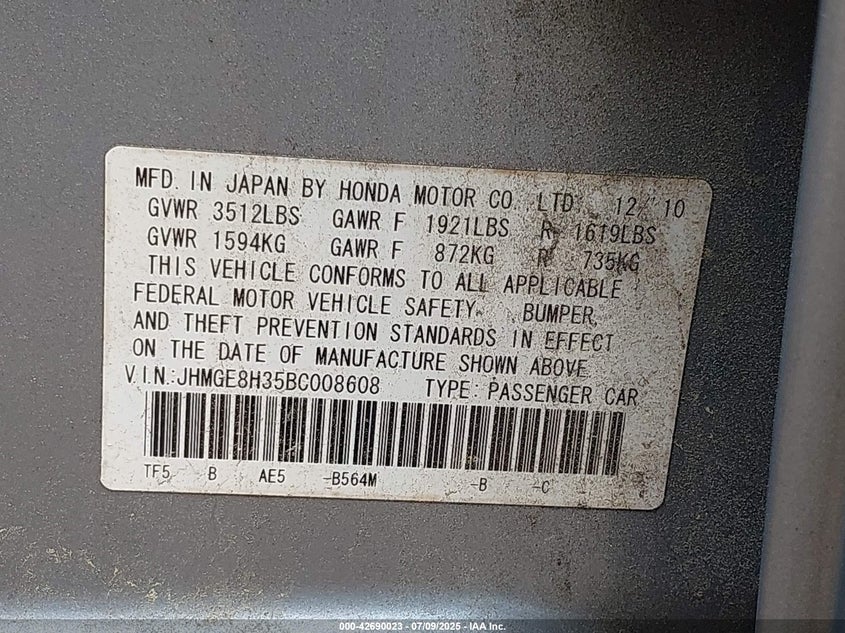 MFD. IN JAPAN BY HONDA MOTOR CO. LTD. 12/'10
GVWR 3512LBS GAWR F 1921LBS R 1619LBS
GVWR 1594KG GAWR F 872KG R 735KG
THIS VEHICLE CONFORMS TO ALL APPLICABLE
FEDERAL MOTOR VEHICLE SAFETY, BUMPER,
AND THEFT PREVENTION STANDARDS IN EFFECT
ON THE DATE OF MANUFACTURE SHOWN ABOVE
V.I.N.:JHMGE8H35BC008608 TYPE: PASSENGER CAR
TF5 - B AE5 -B564M -B -C
000-42690023 / 07/09/2025 - IAA Inc.